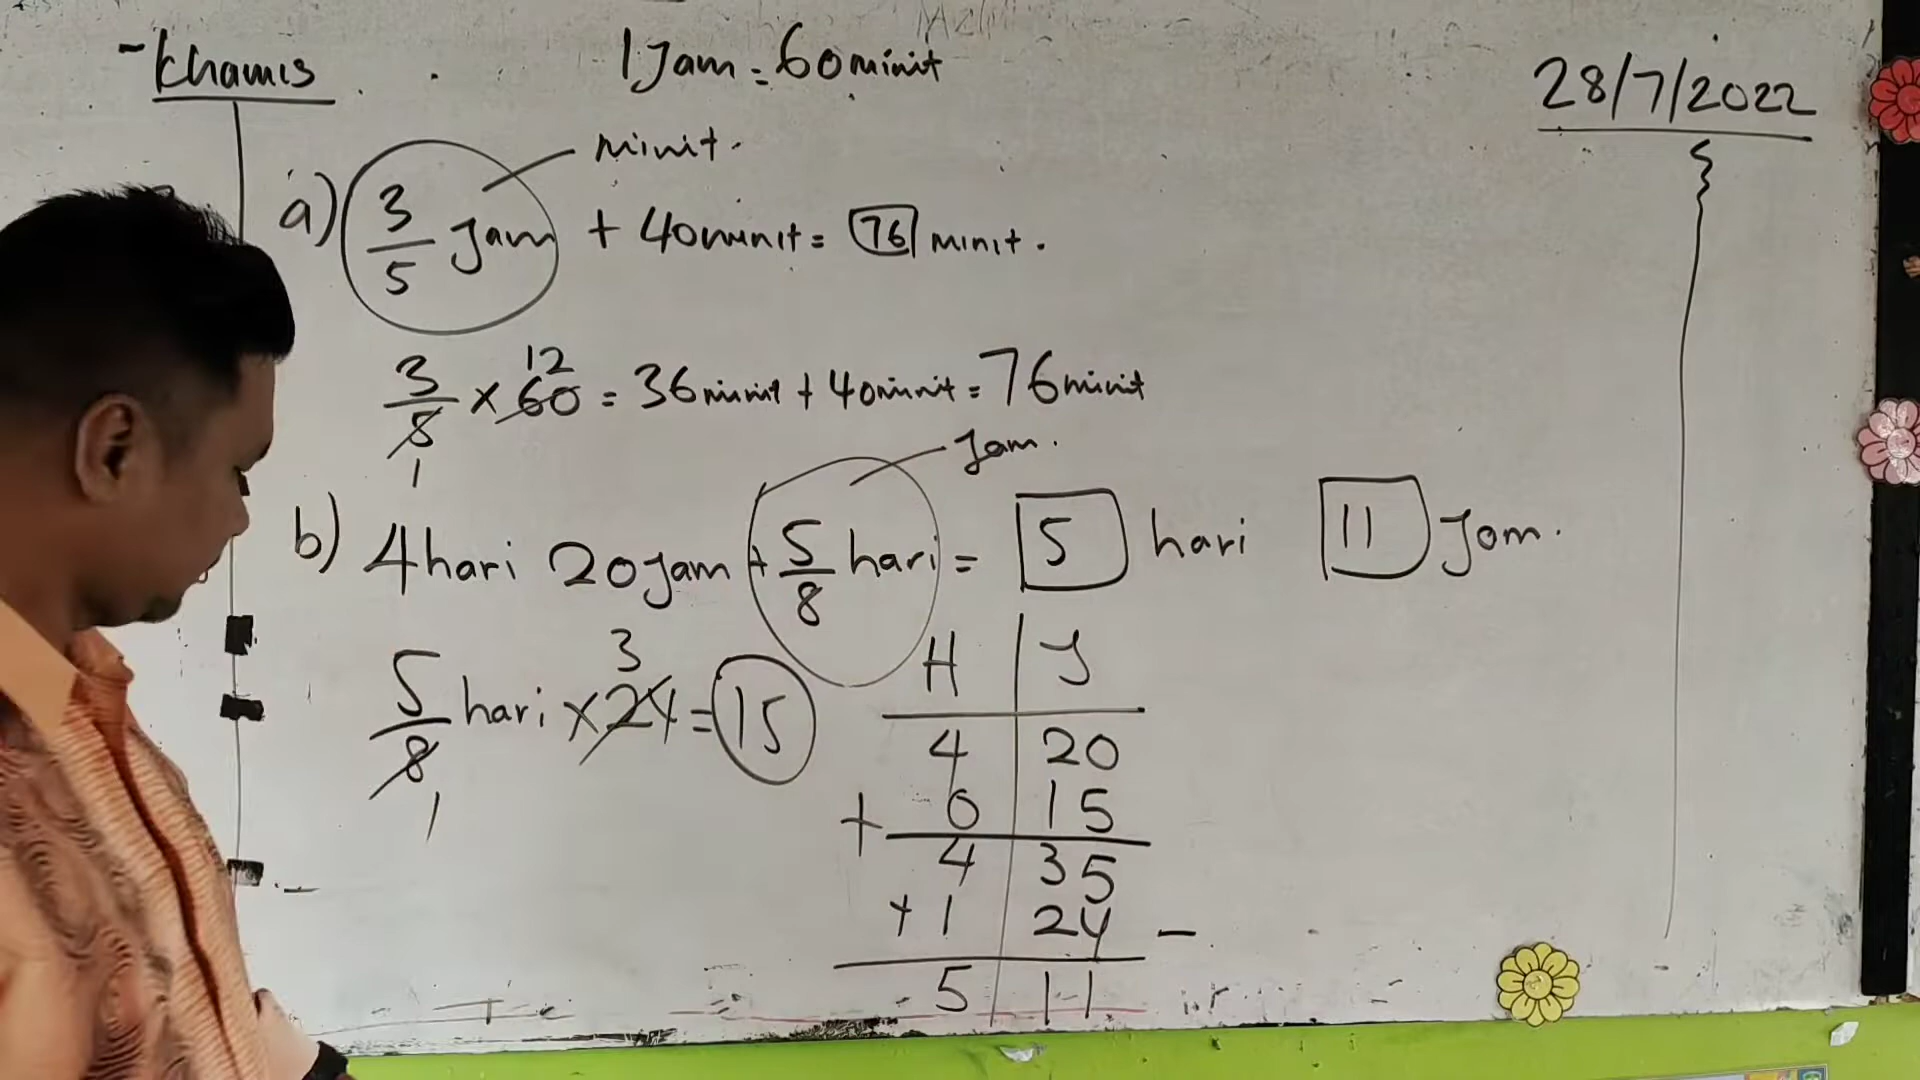 - Khamis
1 Jam = 60 minit
28/7/2022
minit.
a) 3/5 Jam + 40 minit = 76 minit.
3/5 × 60 = 36 minit + 40 minit = 76 minit
12
1
Jam.
b) 4 hari 20 jam + 5/8 hari = 5 hari 11 Jam.
5/8 hari × 24 = 15
3
1
H J
4 20
+ 0 15
4 35
+ 1 24 -
5 11